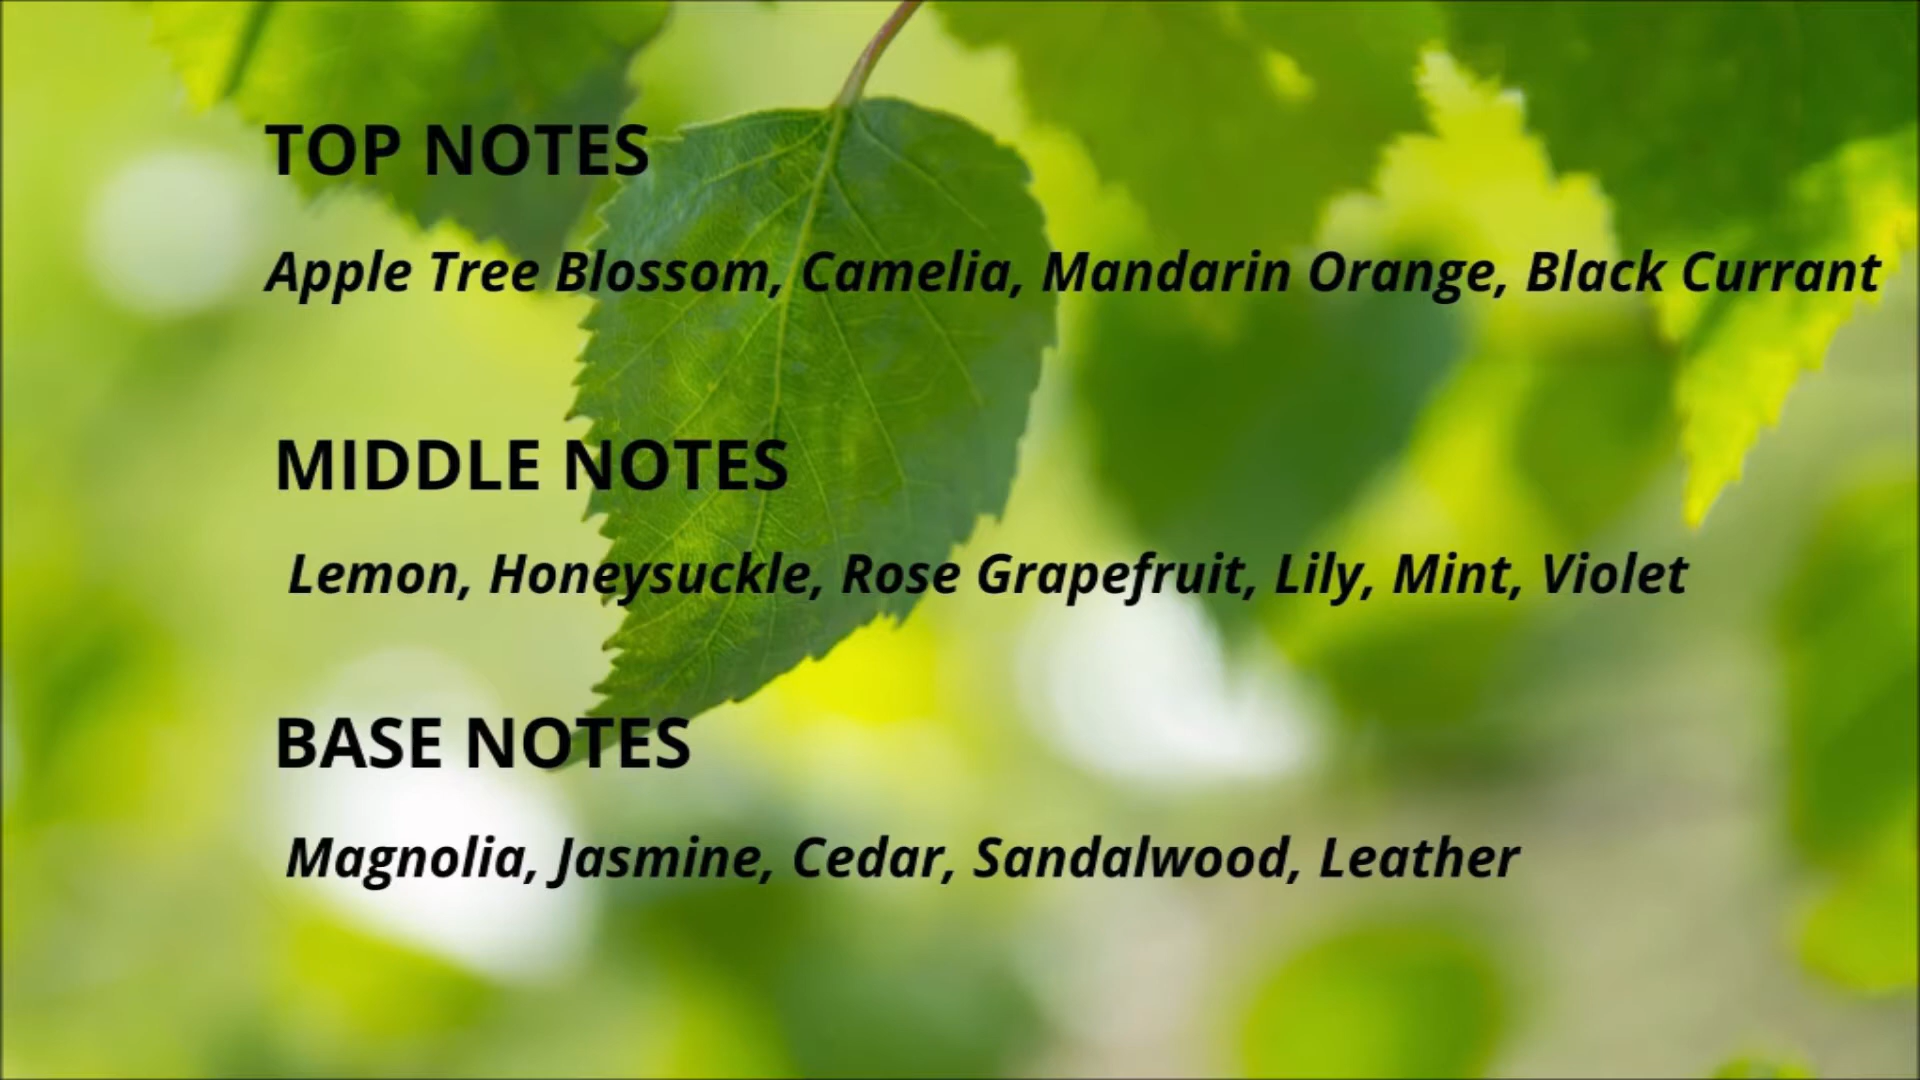 TOP NOTES
Apple Tree Blossom, Camelia, Mandarin Orange, Black Currant
MIDDLE NOTES
Lemon, Honeysuckle, Rose Grapefruit, Lily, Mint, Violet
BASE NOTES
Magnolia, Jasmine, Cedar, Sandalwood, Leather